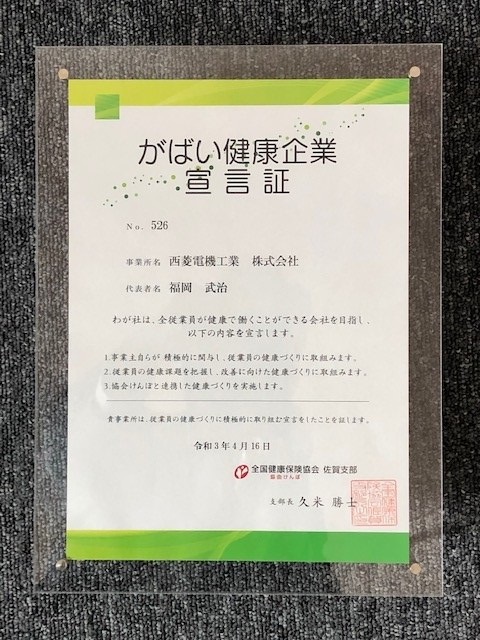 がばい健康企業
宣言証
No. 526
事業所名 西菱電機工業 株式会社
代表者名 福岡 武治
わが社は、全従業員が健康で働くことができる会社を目指し、
以下の内容を宣言します。
1.事業主自らが 積極的に関与し、従業員の健康づくりに取組みます。
2.従業員の健康課題を把握し、改善に向けた健康づくりに取組みます。
3.協会けんぽと連携した健康づくりを実施します。
貴事業所は、従業員の健康づくりに積極的に取り組む宣言をしたことを証します。
令和3年4月16日
全国健康保険協会 佐賀支部
協会けんぽ
支部長 久米 勝士